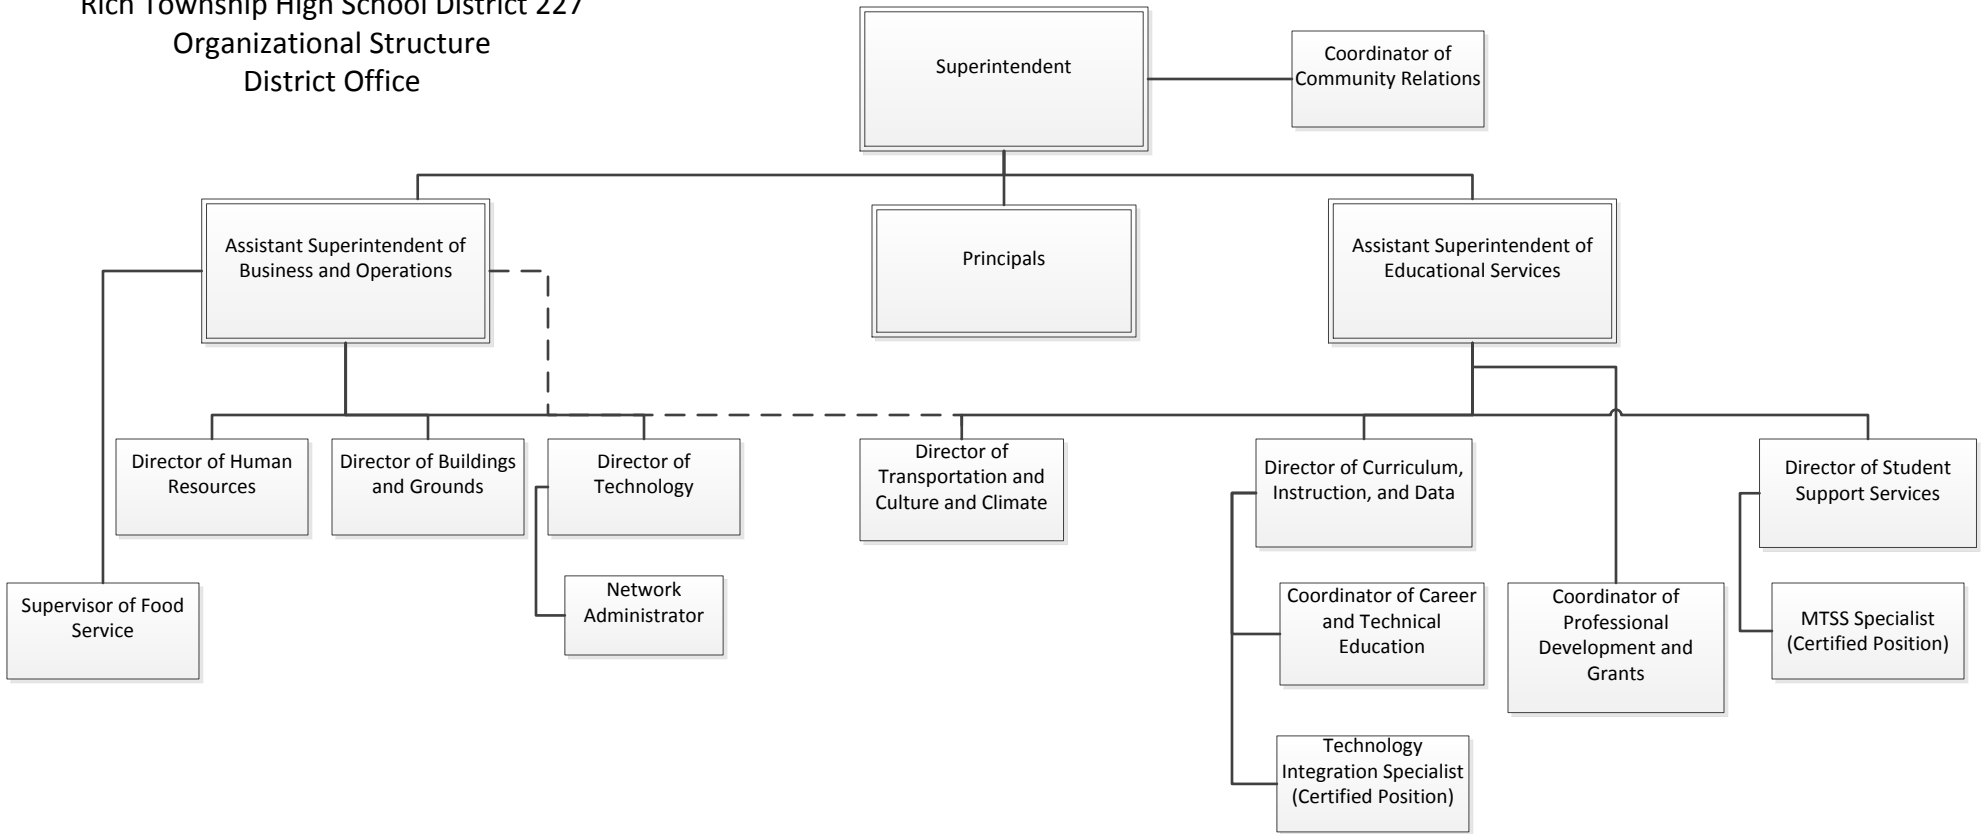 Rich Township High School District 227
Organizational Structure
District Office
Superintendent
Coordinator of
Community Relations
Assistant Superintendent of
Business and Operations
Principals
Assistant Superintendent of
Educational Services
Director of Human
Resources
Director of Buildings
and Grounds
Director of
Technology
Director of
Transportation and
Culture and Climate
Director of Curriculum,
Instruction, and Data
Director of Student
Support Services
Supervisor of Food
Service
Network
Administrator
Coordinator of Career
and Technical
Education
Coordinator of
Professional
Development and
Grants
MTSS Specialist
(Certified Position)
Technology
Integration Specialist
(Certified Position)